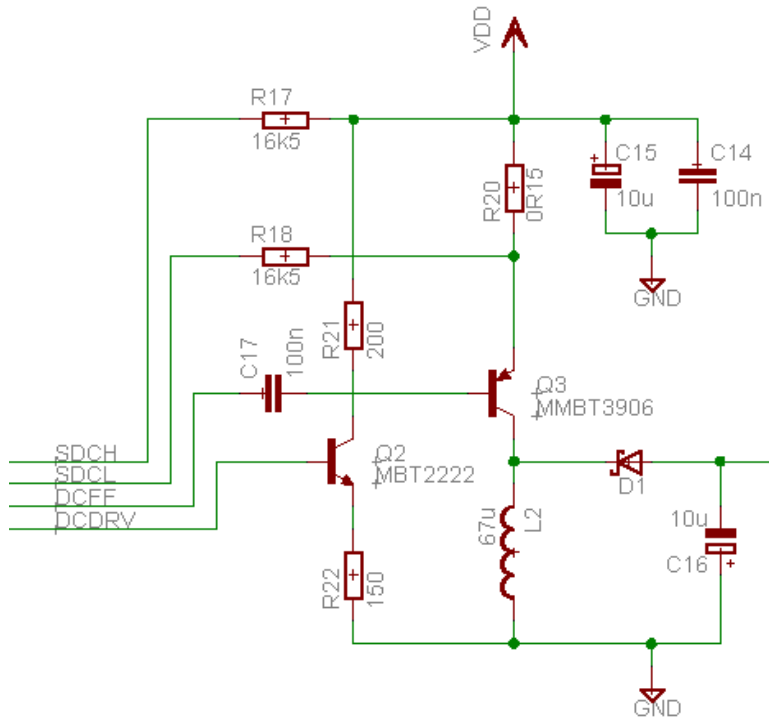 VDD
R17
16k5
C15
10u
C14
100n
R20
0R15
R18
16k5
GND
R21
200
C17
100n
Q3
MMBT3906
SDCH
SDCL
DCFF
DCDRV
Q2
MBT2222
D1
67u
L2
10u
C16
R22
150
GND